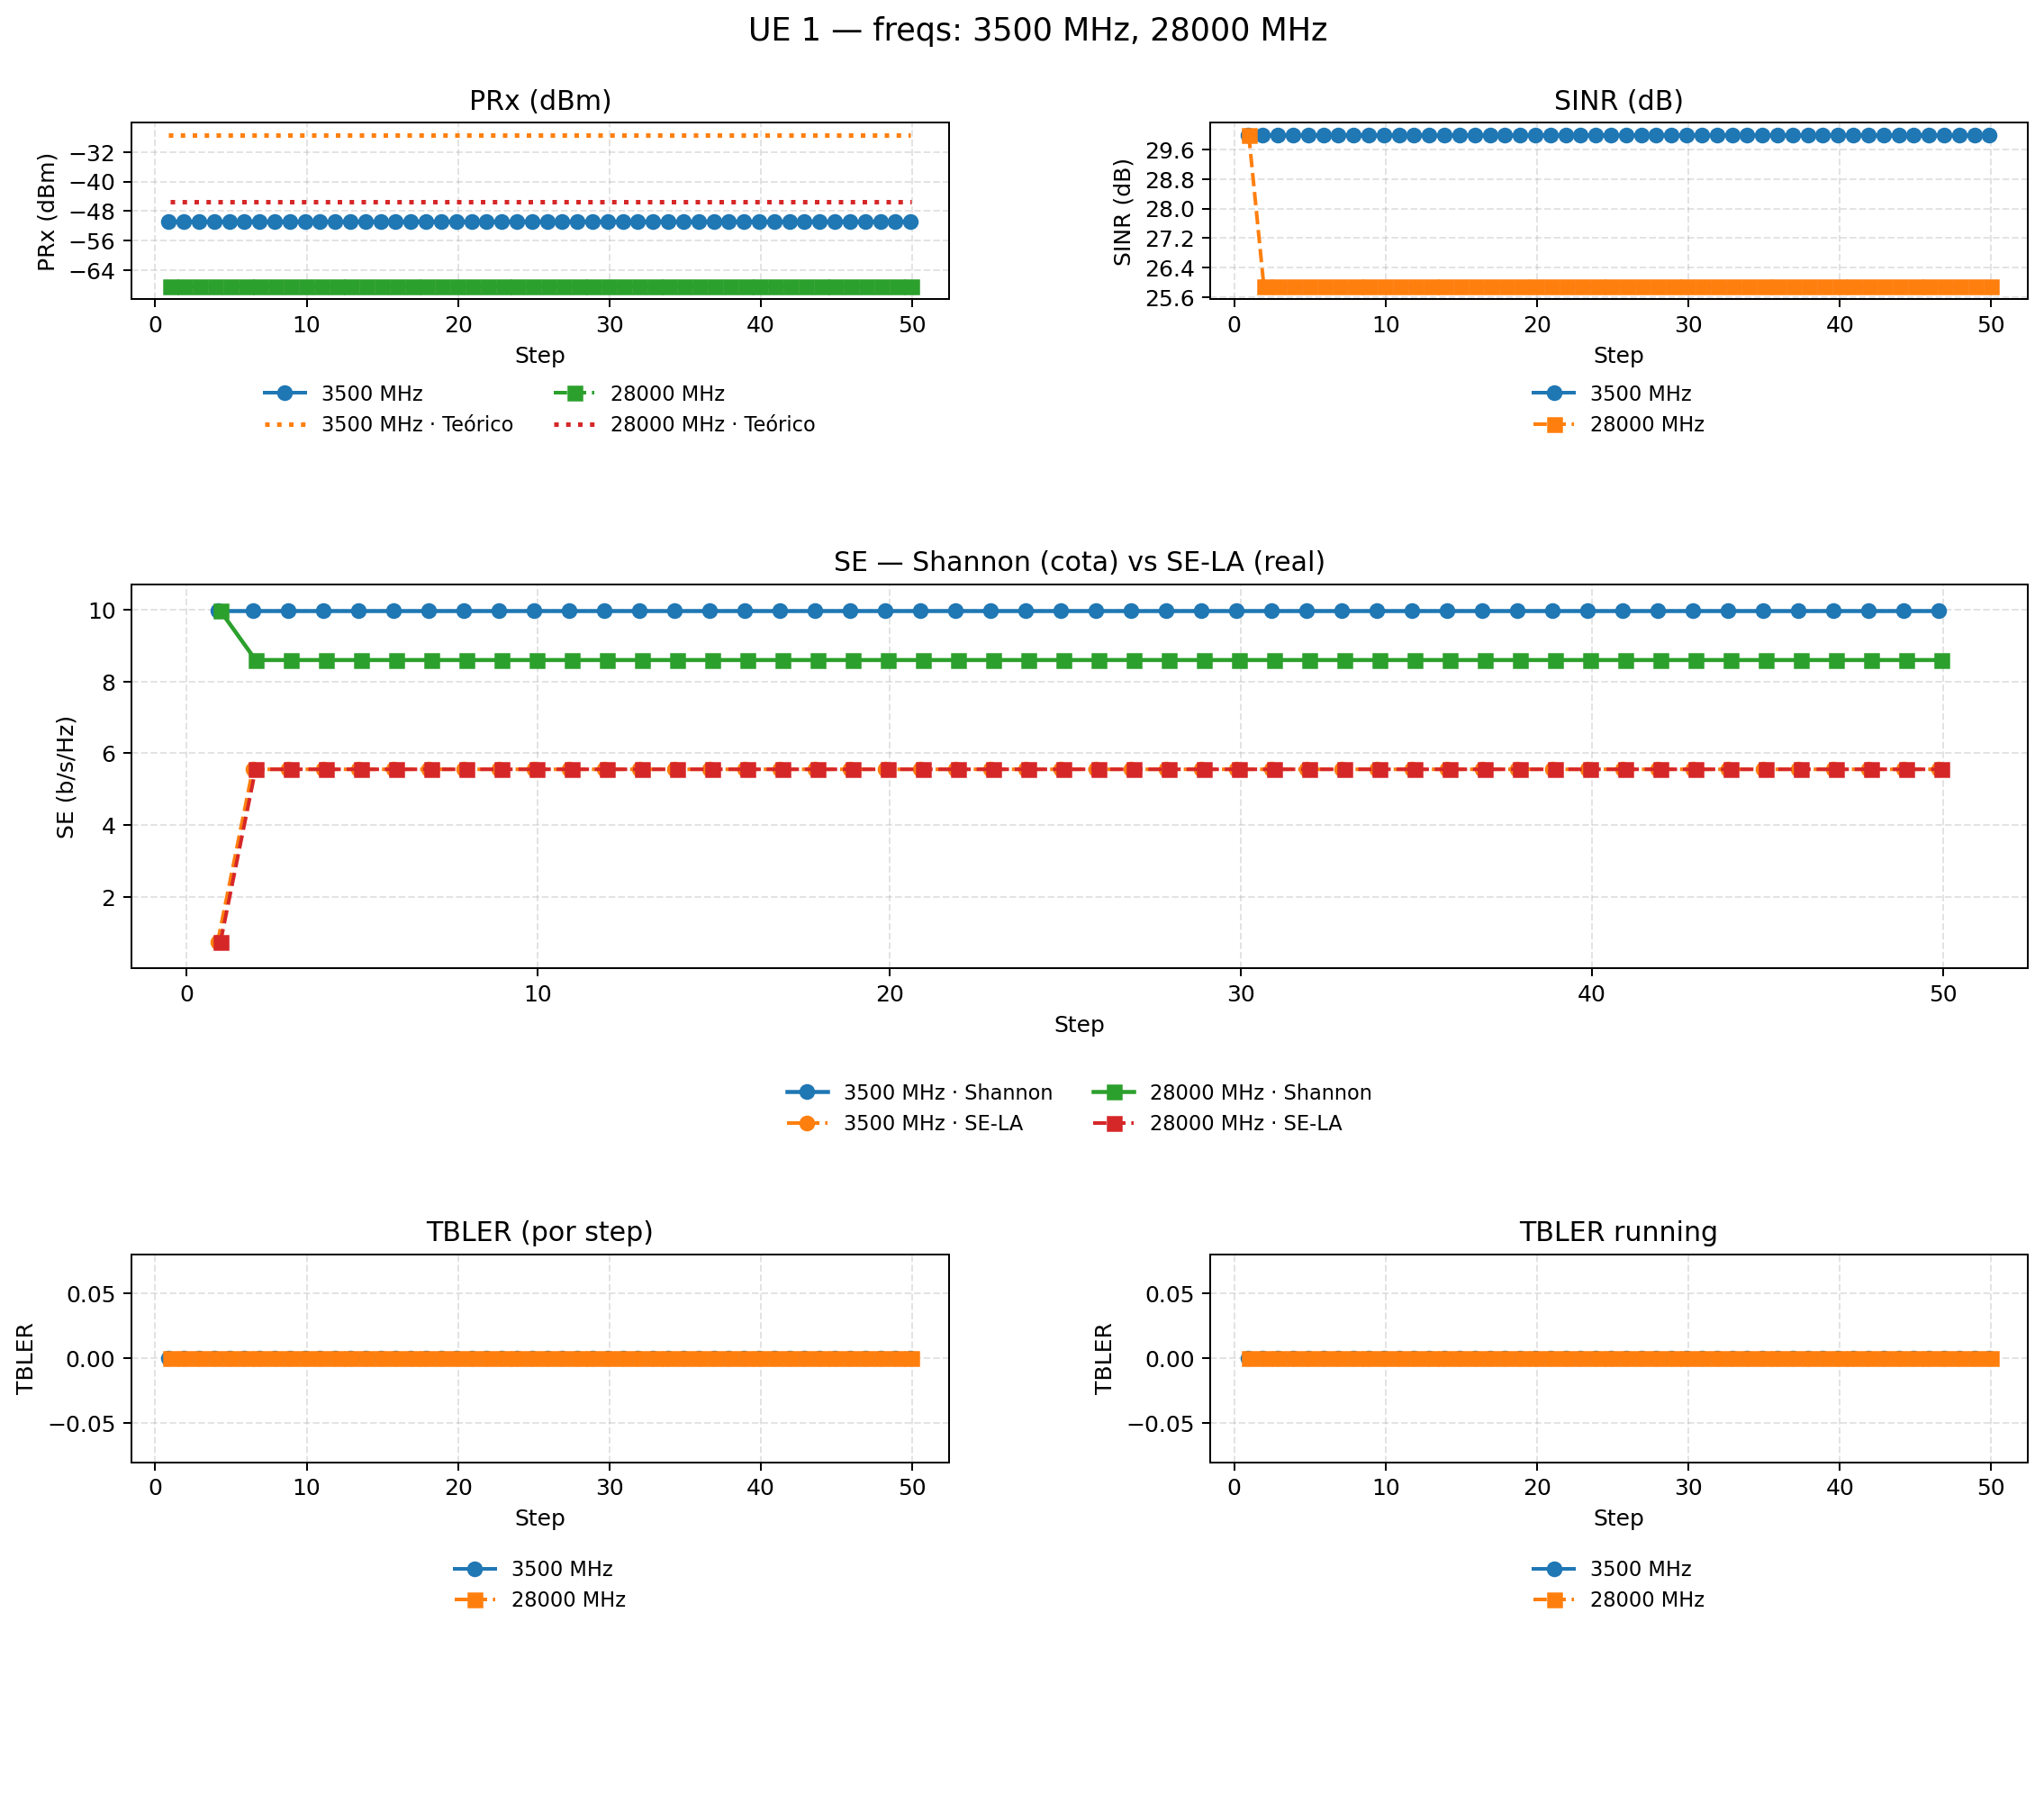 UE 1 — freqs: 3500 MHz, 28000 MHz
PRx (dBm)
PRx (dBm)
−32
−40
−48
−56
−64
0 10 20 30 40 50
Step
3500 MHz 28000 MHz
3500 MHz · Teórico 28000 MHz · Teórico
SINR (dB)
SINR (dB)
29.6
28.8
28.0
27.2
26.4
25.6
0 10 20 30 40 50
Step
3500 MHz
28000 MHz
SE — Shannon (cota) vs SE-LA (real)
SE (b/s/Hz)
10
8
6
4
2
0 10 20 30 40 50
Step
3500 MHz · Shannon 28000 MHz · Shannon
3500 MHz · SE-LA 28000 MHz · SE-LA
TBLER (por step)
TBLER
0.05
0.00
−0.05
0 10 20 30 40 50
Step
3500 MHz
28000 MHz
TBLER running
TBLER
0.05
0.00
−0.05
0 10 20 30 40 50
Step
3500 MHz
28000 MHz